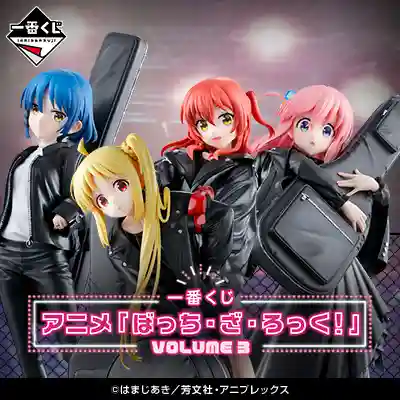 一番くじ
ICHIBANKUJI
一番くじ
アニメ「ぼっち・ざ・ろっく!」
VOLUME 3
©はまじあき／芳文社・アニプレックス